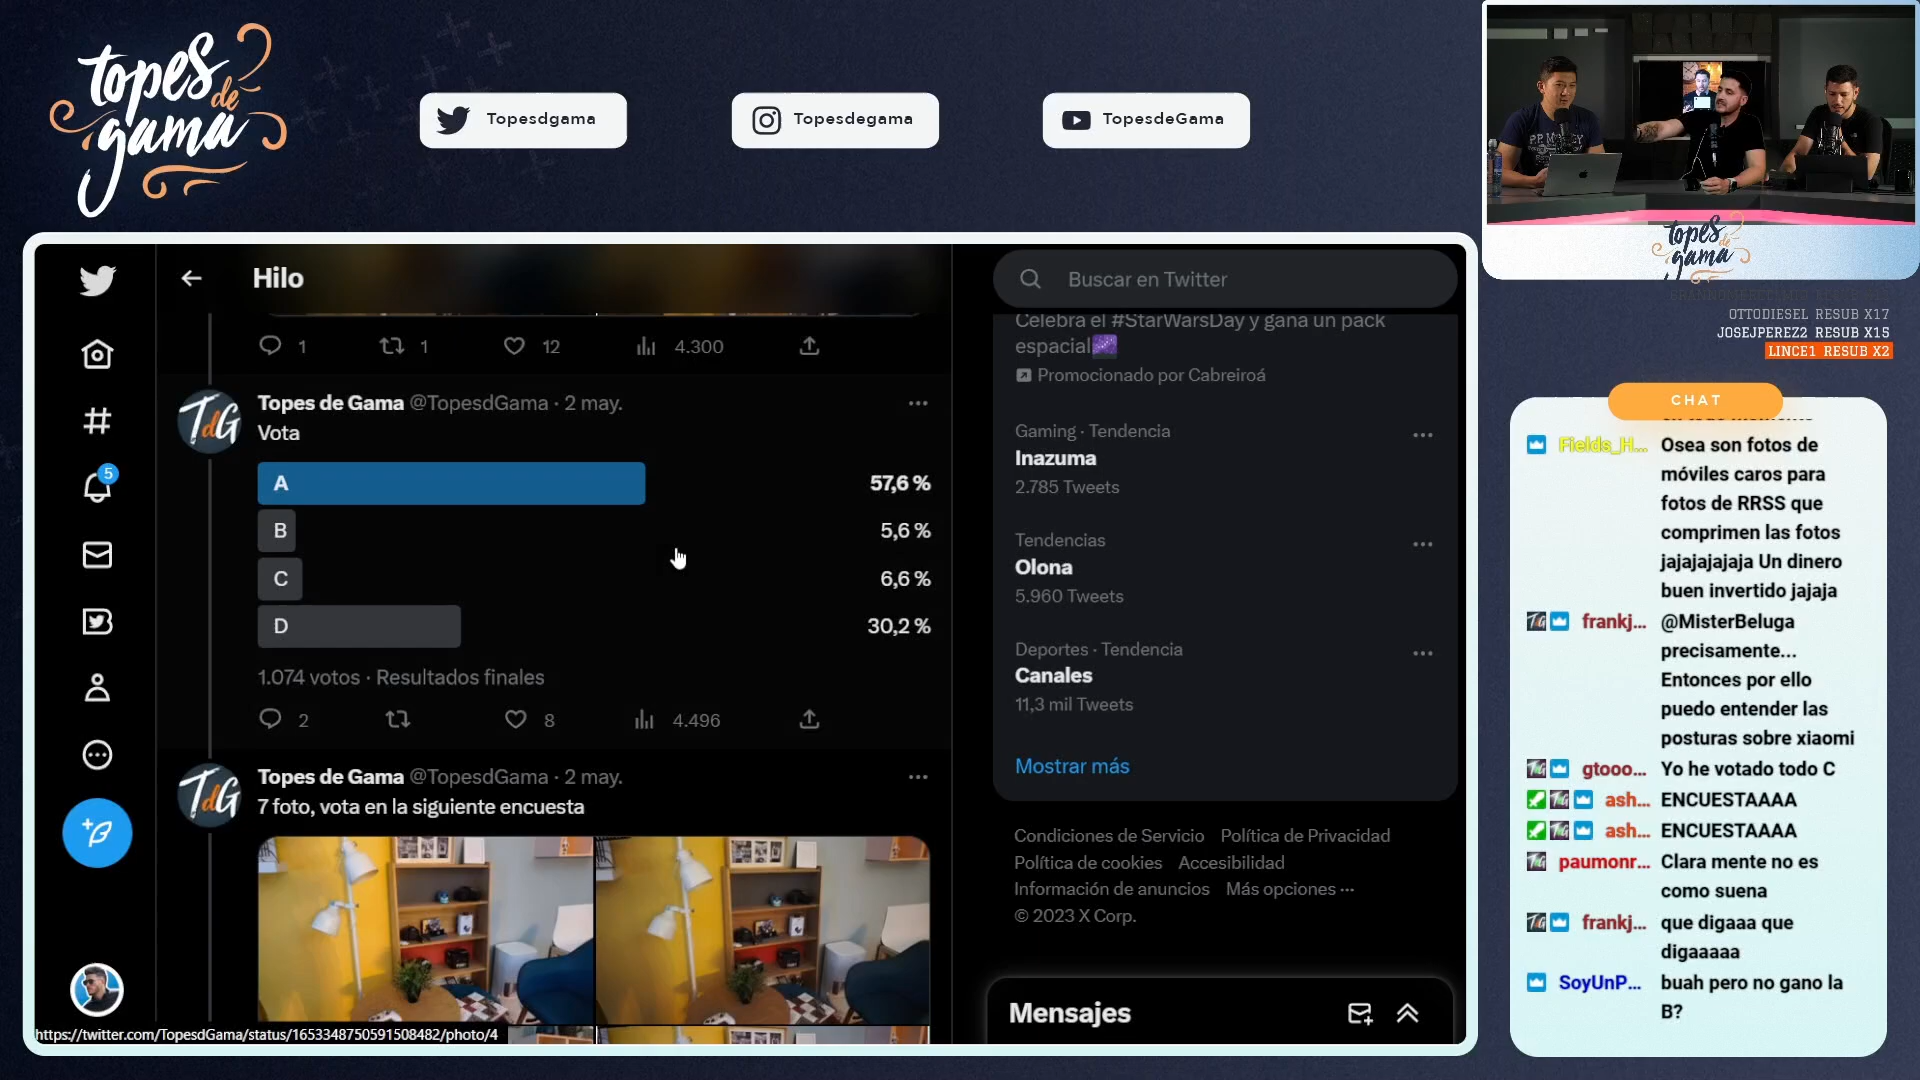 topes
de
gama
Topesdgama
Topesdegama
TopesdeGama
P.P. MCCOY
topes
de
gama
OTTODIESEL RESUB X17
JOSEJPEREZ2 RESUB X15
LINCE1 RESUB X2
Hilo
1
1
12
4.300
TdG
Topes de Gama @TopesdGama · 2 may.
Vota
A 57,6 %
B 5,6 %
C 6,6 %
D 30,2 %
1.074 votos · Resultados finales
2
8
4.496
TdG
Topes de Gama @TopesdGama · 2 may.
7 foto, vota en la siguiente encuesta
5
https://twitter.com/TopesdGama/status/1653348750591508482/photo/4
Buscar en Twitter
Celebra el #StarWarsDay y gana un pack
espacial
Promocionado por Cabreiroá
Gaming · Tendencia
Inazuma
2.785 Tweets
Tendencias
Olona
5.960 Tweets
Deportes · Tendencia
Canales
11,3 mil Tweets
Mostrar más
Condiciones de Servicio Política de Privacidad
Política de cookies Accesibilidad
Información de anuncios Más opciones ···
© 2023 X Corp.
Mensajes
CHAT
Fields_H... Osea son fotos de
móviles caros para
fotos de RRSS que
comprimen las fotos
jajajajajaja Un dinero
buen invertido jajaja
frankj... @MisterBeluga
precisamente...
Entonces por ello
puedo entender las
posturas sobre xiaomi
gtooo... Yo he votado todo C
ash... ENCUESTAAAA
ash... ENCUESTAAAA
paumonr... Clara mente no es
como suena
frankj... que digaaa que
digaaaaa
SoyUnP... buah pero no gano la
B?